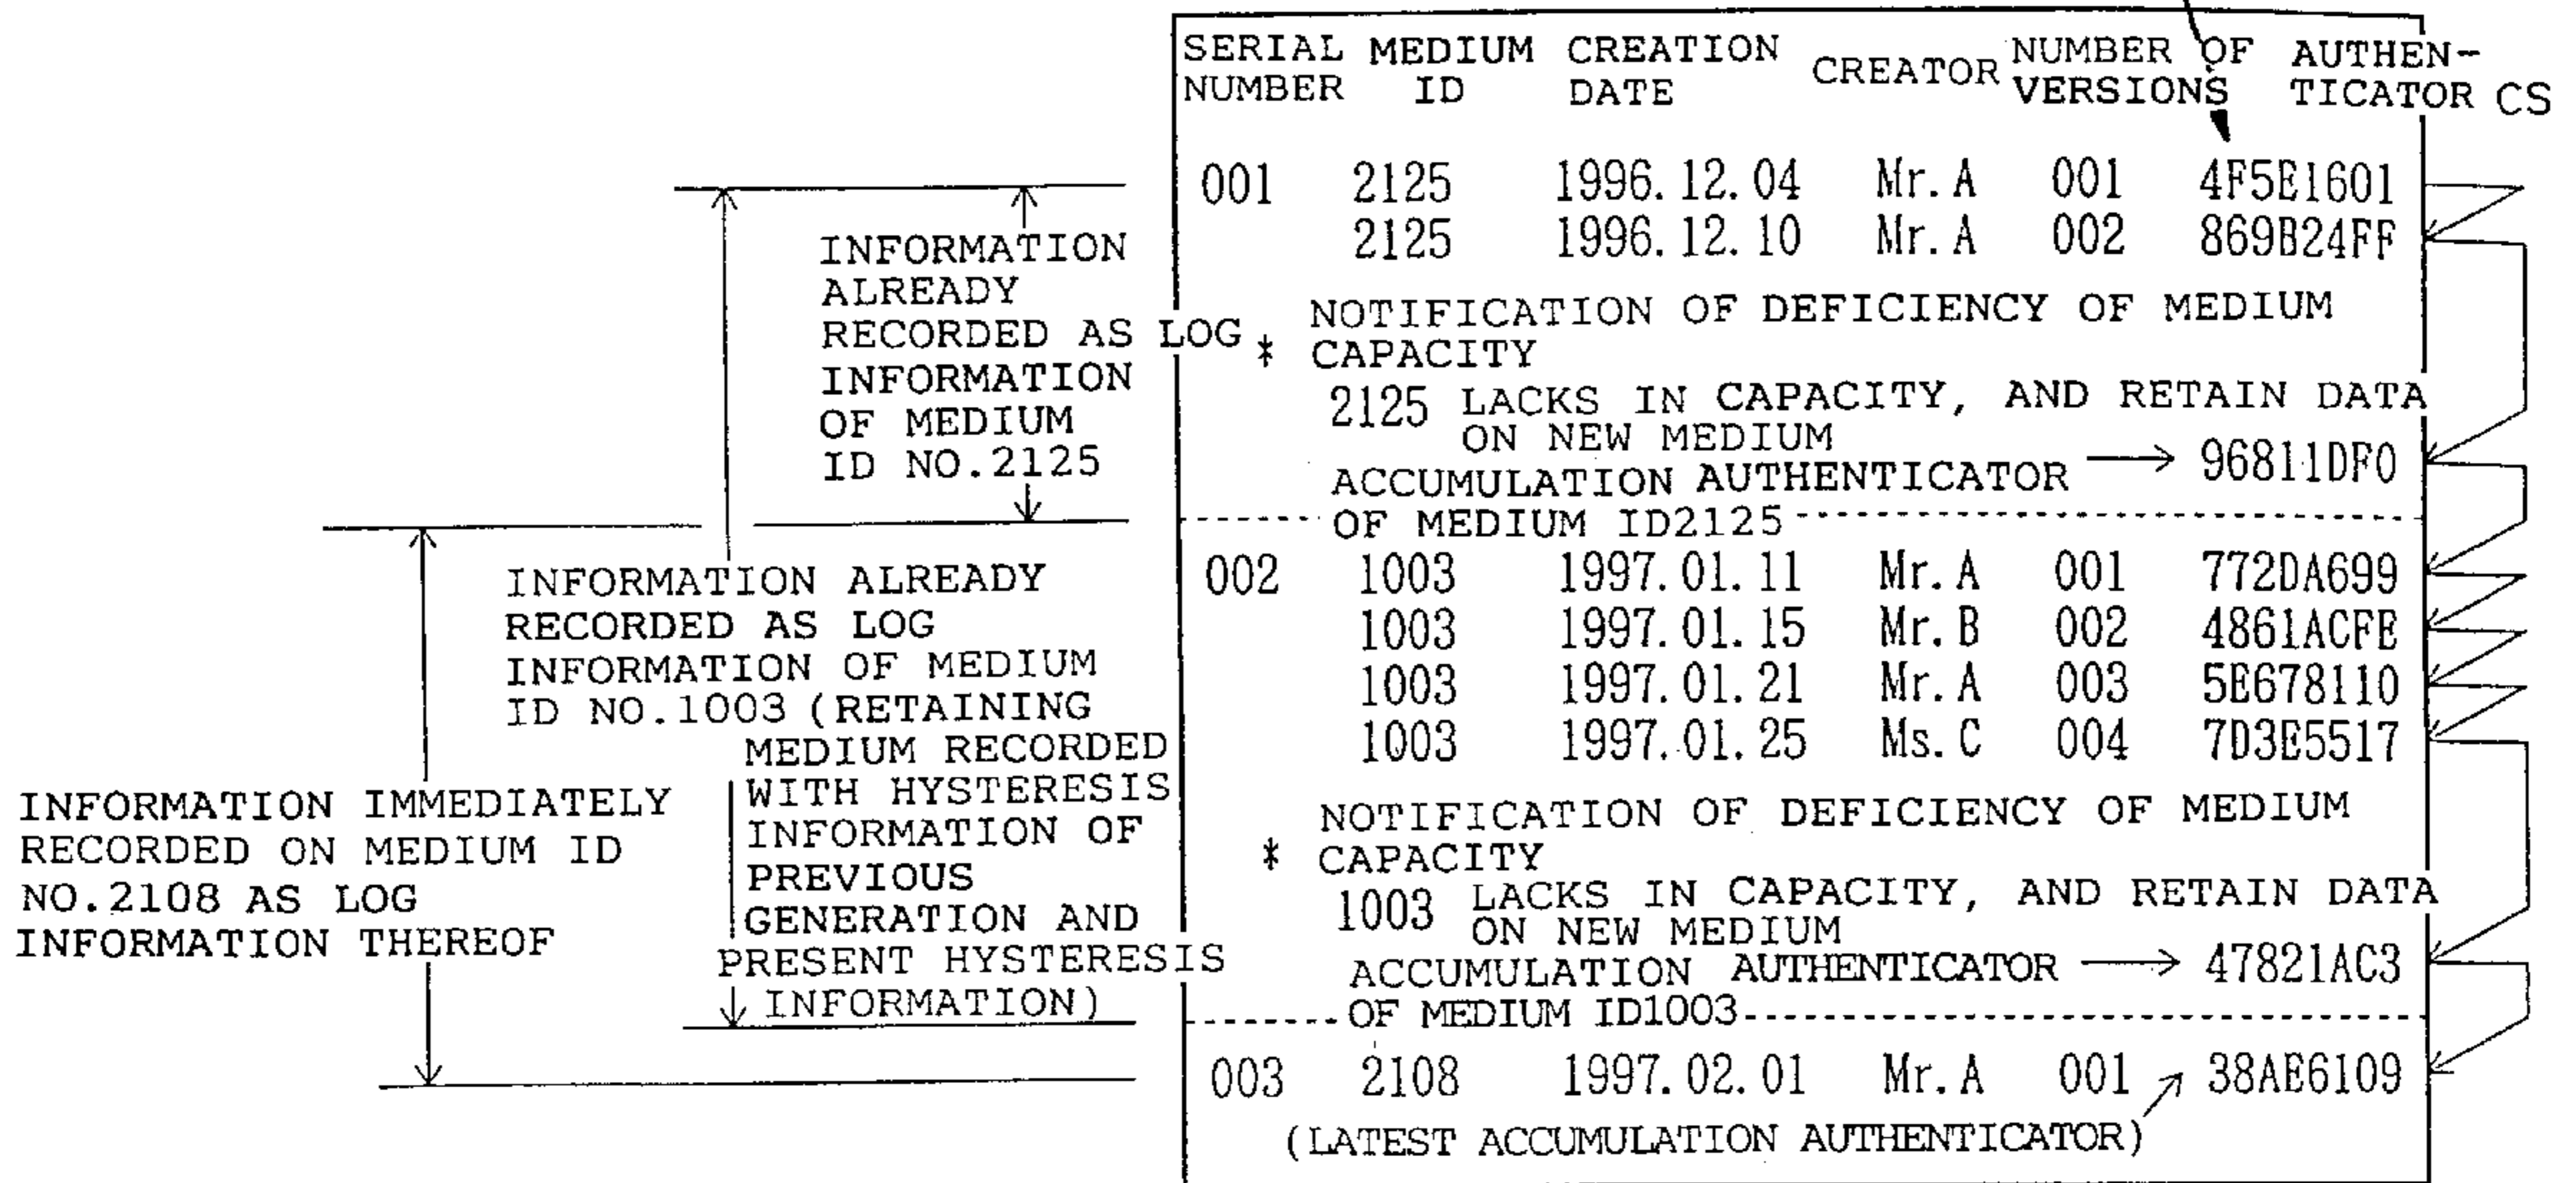 SERIAL MEDIUM CREATION CREATOR NUMBER OF AUTHEN-
NUMBER ID DATE VERSIONS TICATOR CS
001 2125 1996.12.04 Mr.A 001 4F5E1601
2125 1996.12.10 Mr.A 002 869B24FF
* NOTIFICATION OF DEFICIENCY OF MEDIUM
CAPACITY
2125 LACKS IN CAPACITY, AND RETAIN DATA
ON NEW MEDIUM
ACCUMULATION AUTHENTICATOR → 96811DF0
OF MEDIUM ID2125
002 1003 1997.01.11 Mr.A 001 772DA699
1003 1997.01.15 Mr.B 002 4861ACFE
1003 1997.01.21 Mr.A 003 5E678110
1003 1997.01.25 Ms.C 004 7D3E5517
* NOTIFICATION OF DEFICIENCY OF MEDIUM
CAPACITY
1003 LACKS IN CAPACITY, AND RETAIN DATA
ON NEW MEDIUM
ACCUMULATION AUTHENTICATOR → 47821AC3
OF MEDIUM ID1003
003 2108 1997.02.01 Mr.A 001 38AE6109
(LATEST ACCUMULATION AUTHENTICATOR)
INFORMATION
ALREADY
RECORDED AS LOG
INFORMATION
OF MEDIUM
ID NO.2125
INFORMATION ALREADY
RECORDED AS LOG
INFORMATION OF MEDIUM
ID NO.1003 (RETAINING
MEDIUM RECORDED
WITH HYSTERESIS
INFORMATION OF
PREVIOUS
GENERATION AND
PRESENT HYSTERESIS
INFORMATION)
INFORMATION IMMEDIATELY
RECORDED ON MEDIUM ID
NO.2108 AS LOG
INFORMATION THEREOF